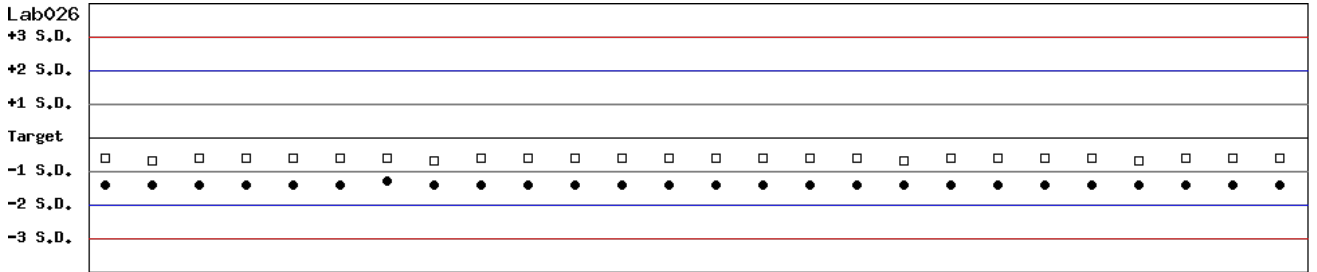 Lab026
+3 S.D.
+2 S.D.
+1 S.D.
Target
-1 S.D.
-2 S.D.
-3 S.D.